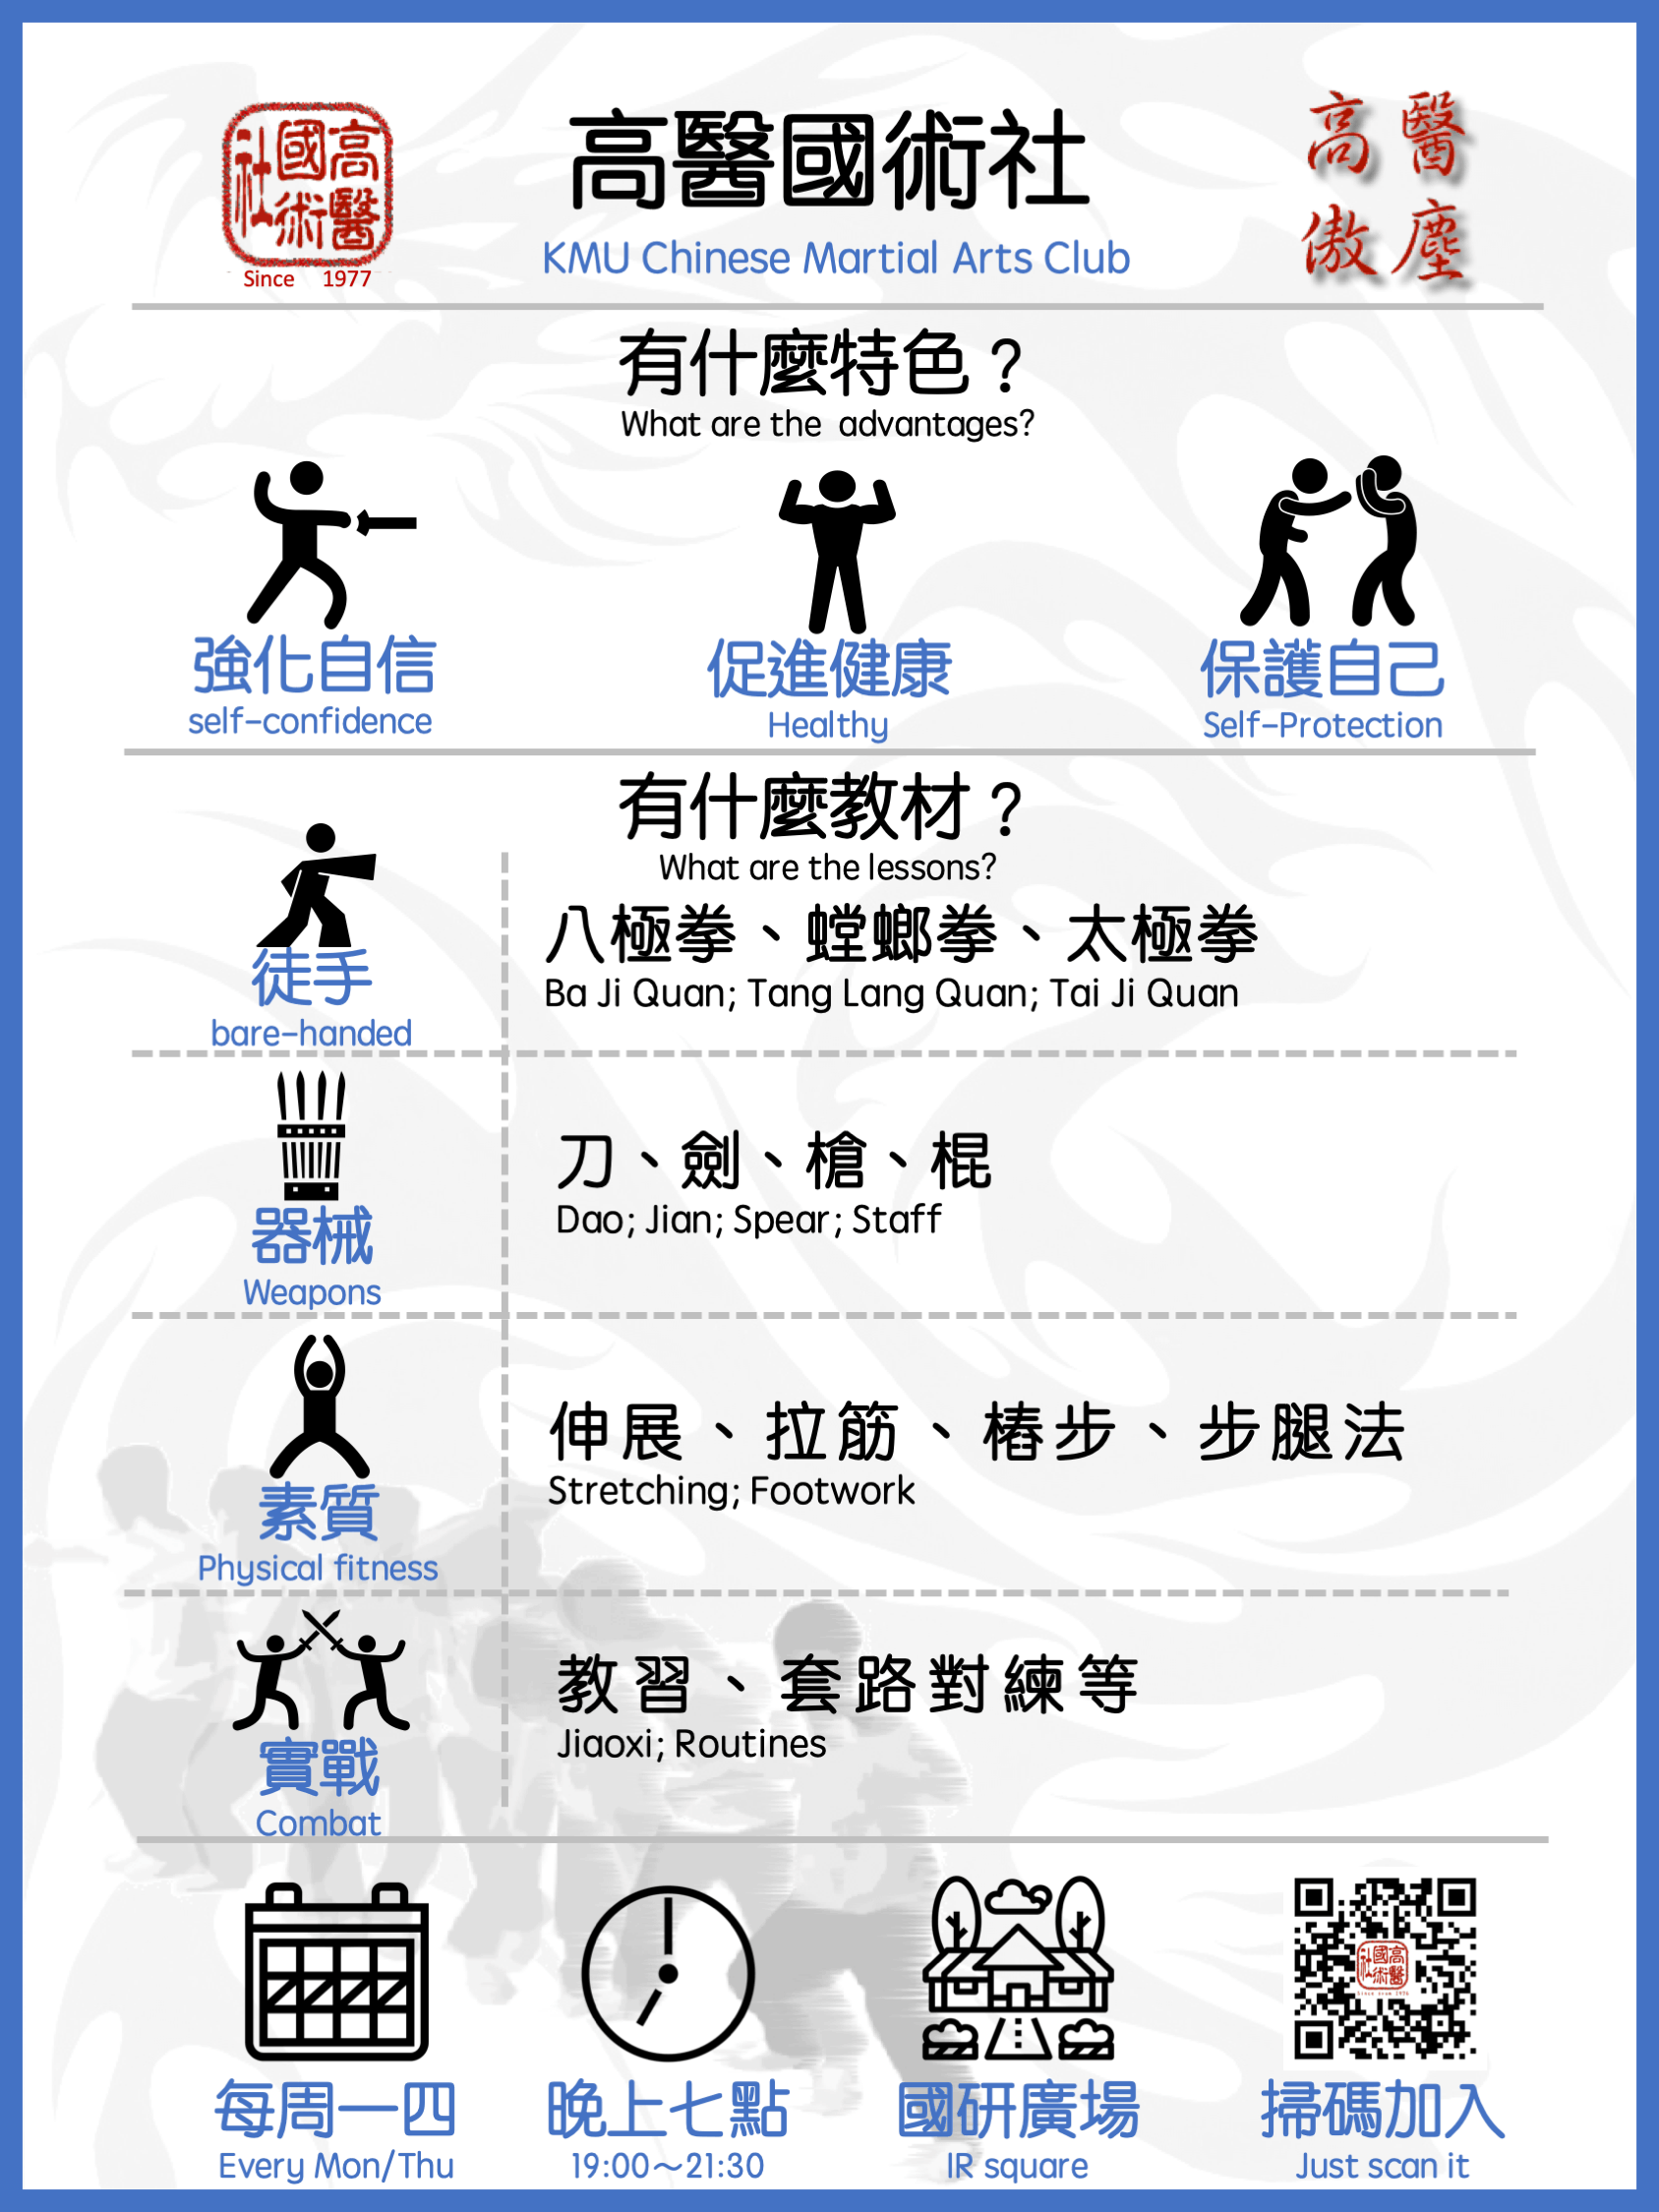 高醫國術社
Since 1977
高醫國術社
KMU Chinese Martial Arts Club
高醫
傲塵
有什麼特色？
What are the advantages?
強化自信
self-confidence
促進健康
Healthy
保護自己
Self-Protection
有什麼教材？
What are the lessons?
徒手
bare-handed
八極拳、螳螂拳、太極拳
Ba Ji Quan; Tang Lang Quan; Tai Ji Quan
器械
Weapons
刀、劍、槍、棍
Dao; Jian; Spear; Staff
素質
Physical fitness
伸展、拉筋、樁步、步腿法
Stretching; Footwork
實戰
Combat
教習、套路對練等
Jiaoxi; Routines
每周一四
Every Mon/Thu
晚上七點
19:00～21:30
國研廣場
IR square
高醫國術社
掃碼加入
Just scan it